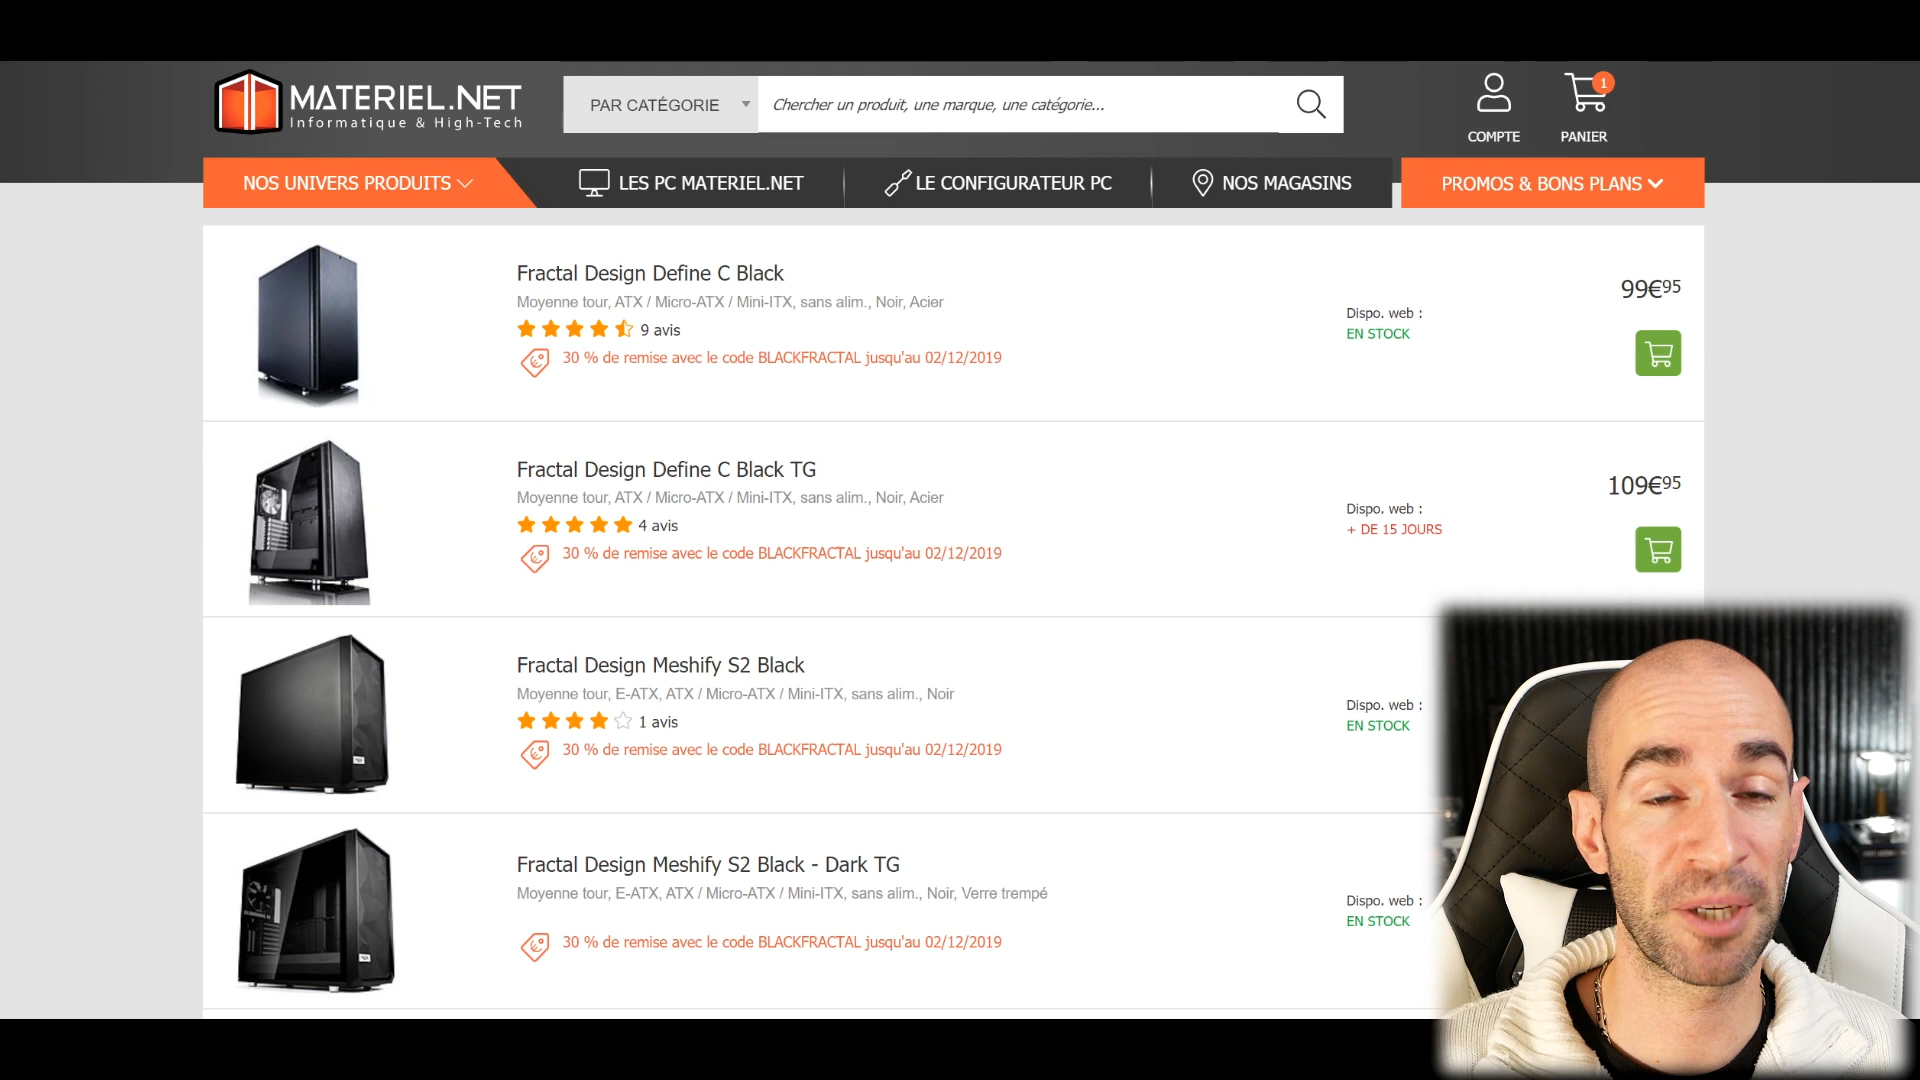 MATERIEL.NET
Informatique & High-Tech
PAR CATÉGORIE
Chercher un produit, une marque, une catégorie...
1
COMPTE
PANIER
NOS UNIVERS PRODUITS
LES PC MATERIEL.NET
LE CONFIGURATEUR PC
NOS MAGASINS
PROMOS & BONS PLANS
Fractal Design Define C Black
Moyenne tour, ATX / Micro-ATX / Mini-ITX, sans alim., Noir, Acier
9 avis
30 % de remise avec le code BLACKFRACTAL jusqu'au 02/12/2019
Dispo. web :
EN STOCK
99€95
Fractal Design Define C Black TG
Moyenne tour, ATX / Micro-ATX / Mini-ITX, sans alim., Noir, Acier
4 avis
30 % de remise avec le code BLACKFRACTAL jusqu'au 02/12/2019
Dispo. web :
+ DE 15 JOURS
109€95
Fractal Design Meshify S2 Black
Moyenne tour, E-ATX, ATX / Micro-ATX / Mini-ITX, sans alim., Noir
1 avis
30 % de remise avec le code BLACKFRACTAL jusqu'au 02/12/2019
Dispo. web :
EN STOCK
Fractal Design Meshify S2 Black - Dark TG
Moyenne tour, E-ATX, ATX / Micro-ATX / Mini-ITX, sans alim., Noir, Verre trempé
30 % de remise avec le code BLACKFRACTAL jusqu'au 02/12/2019
Dispo. web :
EN STOCK